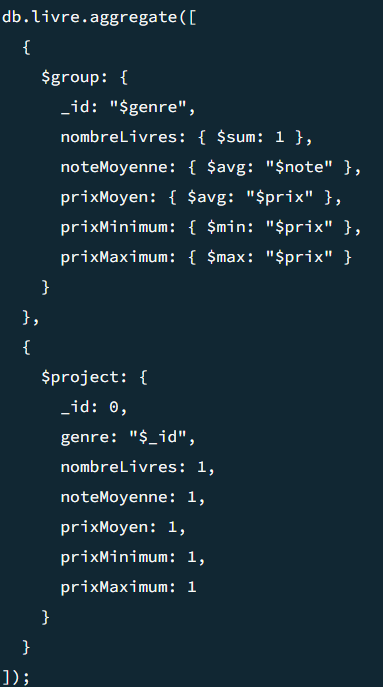 db.livre.aggregate([
  {
    $group: {
      _id: "$genre",
      nombreLivres: { $sum: 1 },
      noteMoyenne: { $avg: "$note" },
      prixMoyen: { $avg: "$prix" },
      prixMinimum: { $min: "$prix" },
      prixMaximum: { $max: "$prix" }
    }
  },
  {
    $project: {
      _id: 0,
      genre: "$_id",
      nombreLivres: 1,
      noteMoyenne: 1,
      prixMoyen: 1,
      prixMinimum: 1,
      prixMaximum: 1
    }
  }
]);